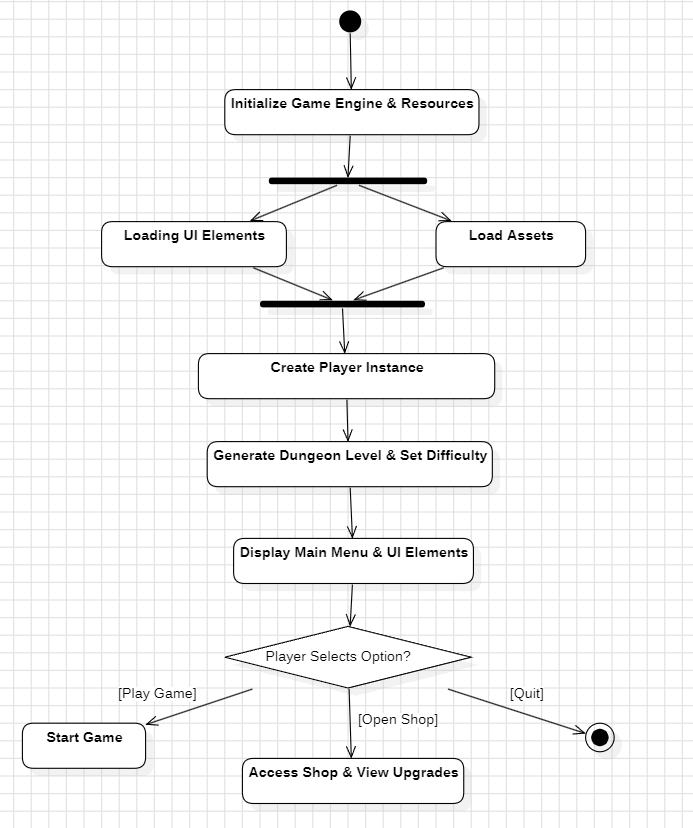 Initialize Game Engine & Resources
Loading UI Elements
Load Assets
Create Player Instance
Generate Dungeon Level & Set Difficulty
Display Main Menu & UI Elements
Player Selects Option?
[Play Game]
[Quit]
[Open Shop]
Start Game
Access Shop & View Upgrades